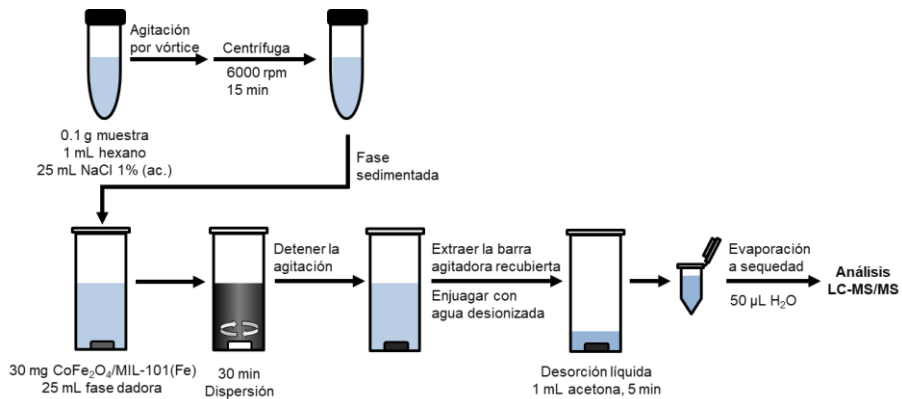 Agitación
por vórtice
Centrífuga
6000 rpm
15 min
0.1 g muestra
1 mL hexano
25 mL NaCl 1% (ac.)
Fase
sedimentada
Detener la
agitación
Extraer la barra
agitadora recubierta
Enjuagar con
agua desionizada
Evaporación
a sequedad
50 µL H₂O
Análisis
LC-MS/MS
30 mg CoFe₂O₄/MIL-101(Fe)
25 mL fase dadora
30 min
Dispersión
Desorción líquida
1 mL acetona, 5 min